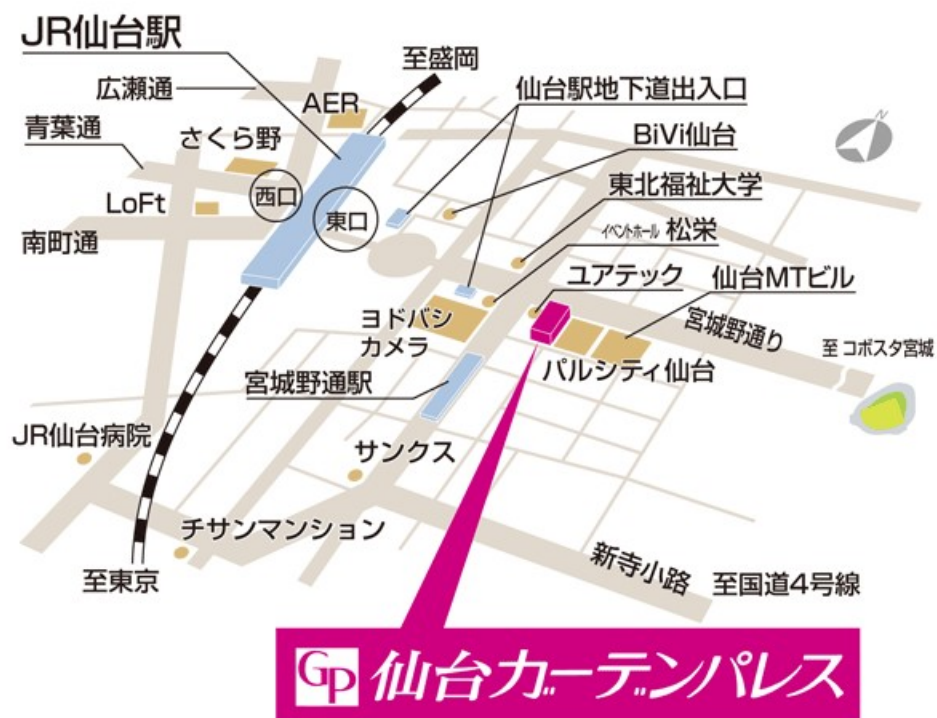 JR仙台駅
至盛岡
広瀬通
AER
仙台駅地下道出入口
青葉通
さくら野
BiVi仙台
N
LoFt
西口
東口
東北福祉大学
南町通
イベントホール 松栄
ユアテック
仙台MTビル
ヨドバシ
カメラ
宮城野通り
至 コボスタ宮城
宮城野通駅
パルシティ仙台
JR仙台病院
サンクス
チサンマンション
至東京
新寺小路
至国道4号線
GP 仙台ガーデンパレス